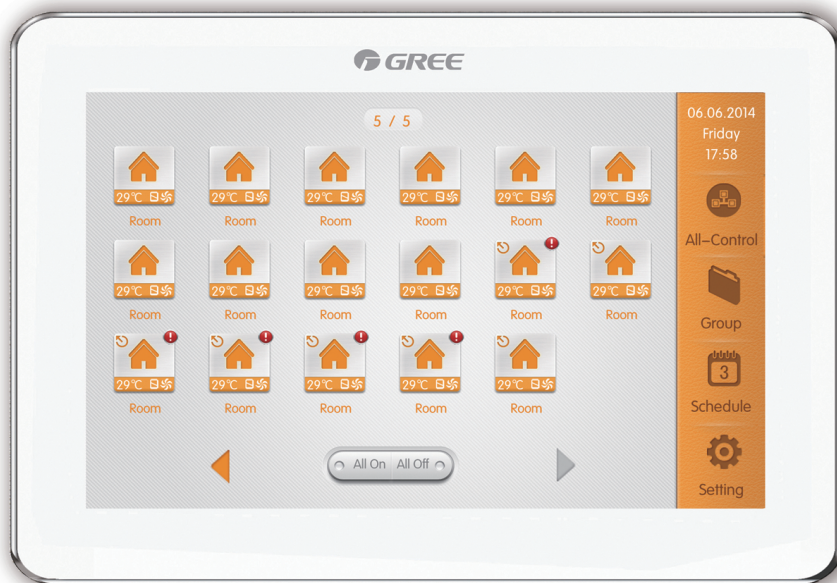 GREE
5 / 5
06.06.2014
Friday
17:58
29℃ 29℃ 29℃ 29℃ 29℃ 29℃
Room Room Room Room Room Room
All-Control
29℃ 29℃ 29℃ 29℃ 29℃ 29℃
Room Room Room Room Room Room
Group
29℃ 29℃ 29℃ 29℃ 29℃
Room Room Room Room Room
3
Schedule
All On All Off
Setting